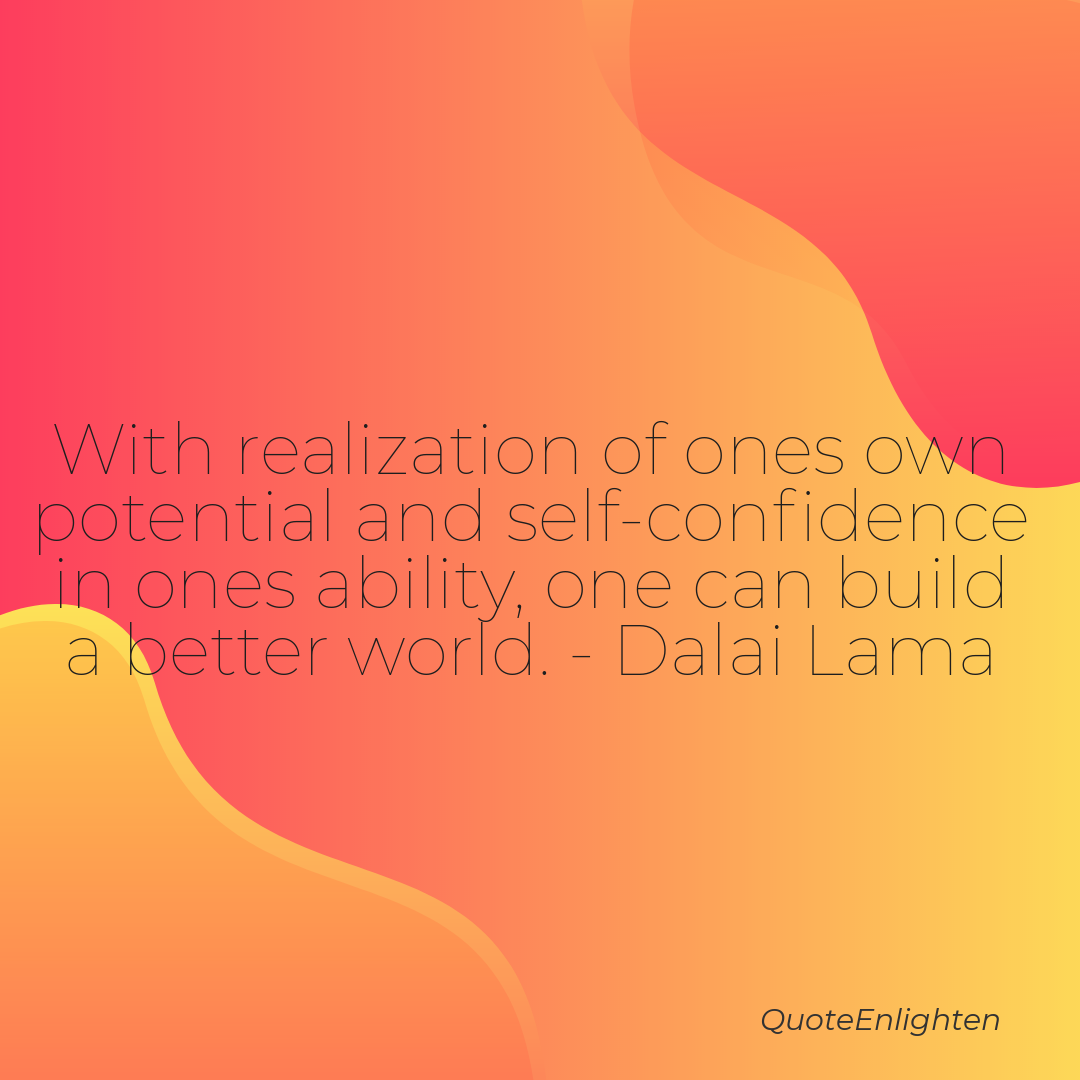 With realization of ones own
potential and self-confidence
in ones ability, one can build
a better world. - Dalai Lama
QuoteEnlighten